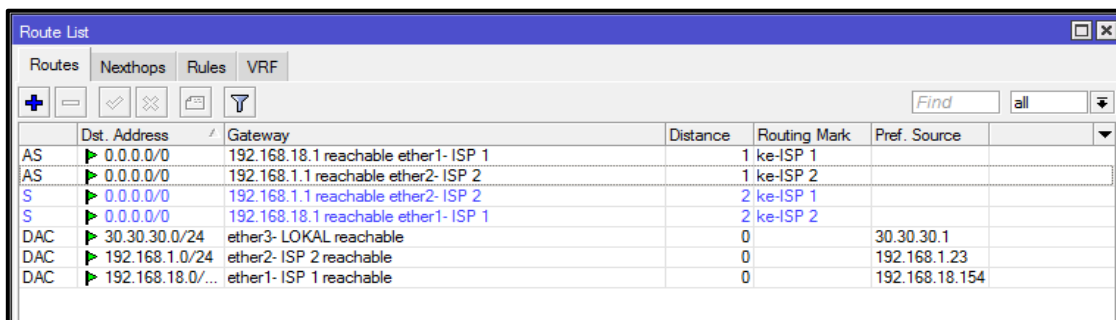 Route List
Routes Nexthops Rules VRF
Find all
Dst. Address Gateway Distance Routing Mark Pref. Source
AS 0.0.0.0/0 192.168.18.1 reachable ether1- ISP 1 1 ke-ISP 1
AS 0.0.0.0/0 192.168.1.1 reachable ether2- ISP 2 1 ke-ISP 2
S 0.0.0.0/0 192.168.1.1 reachable ether2- ISP 2 2 ke-ISP 1
S 0.0.0.0/0 192.168.18.1 reachable ether1- ISP 1 2 ke-ISP 2
DAC 30.30.30.0/24 ether3- LOKAL reachable 0 30.30.30.1
DAC 192.168.1.0/24 ether2- ISP 2 reachable 0 192.168.1.23
DAC 192.168.18.0/... ether1- ISP 1 reachable 0 192.168.18.154